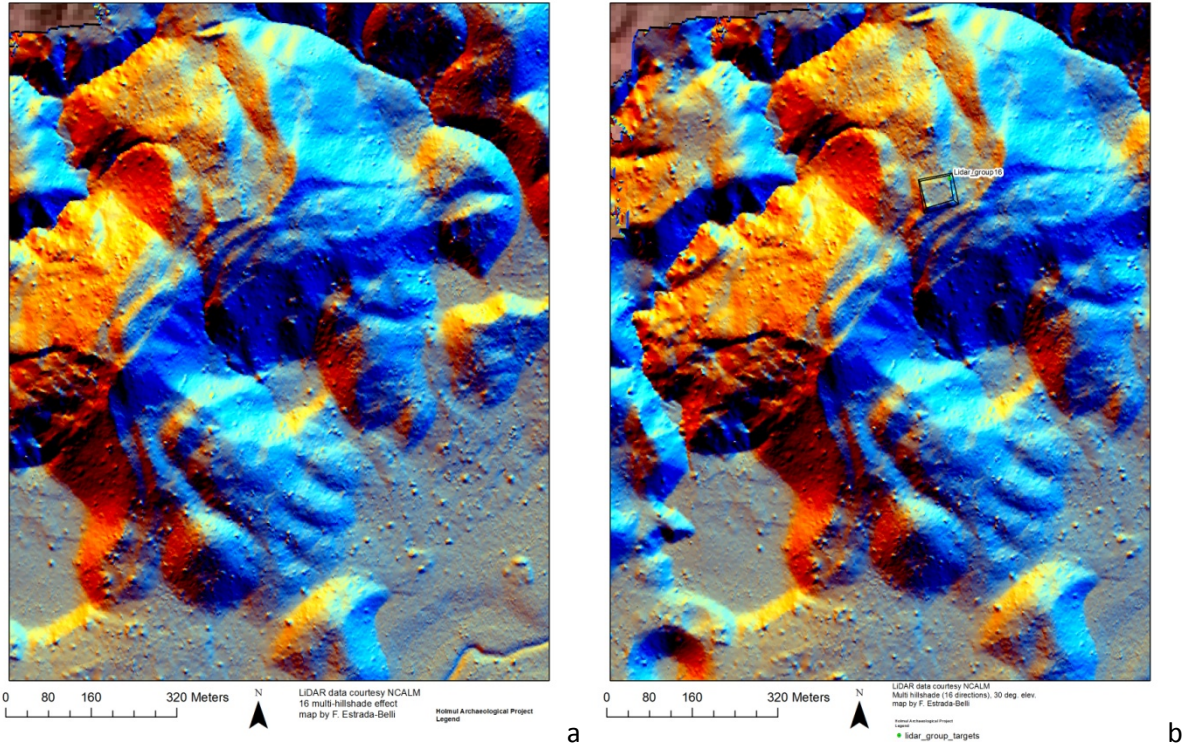 0 80 160 320 Meters
N
LiDAR data courtesy NCALM
16 multi-hillshade effect
map by F. Estrada-Belli
Holmul Archaeological Project
Legend
a
Lidar_group16
0 80 160 320 Meters
N
LiDAR data courtesy NCALM
Multi hillshade (16 directions), 30 deg. elev.
map by F. Estrada-Belli
Holmul Archaeological Project
Legend
lidar_group_targets
b